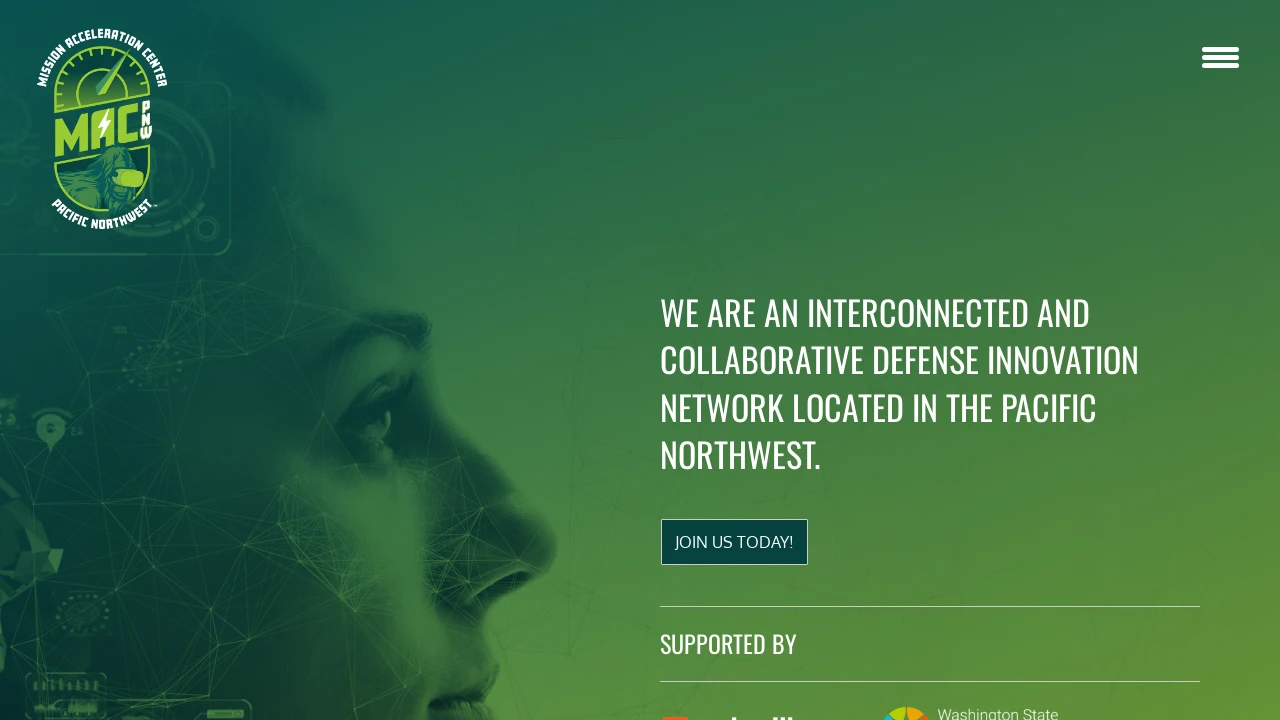 MISSION ACCELERATION CENTER
MAC
PNW
PACIFIC NORTHWEST
WE ARE AN INTERCONNECTED AND
COLLABORATIVE DEFENSE INNOVATION
NETWORK LOCATED IN THE PACIFIC
NORTHWEST.
JOIN US TODAY!
SUPPORTED BY
Washington State